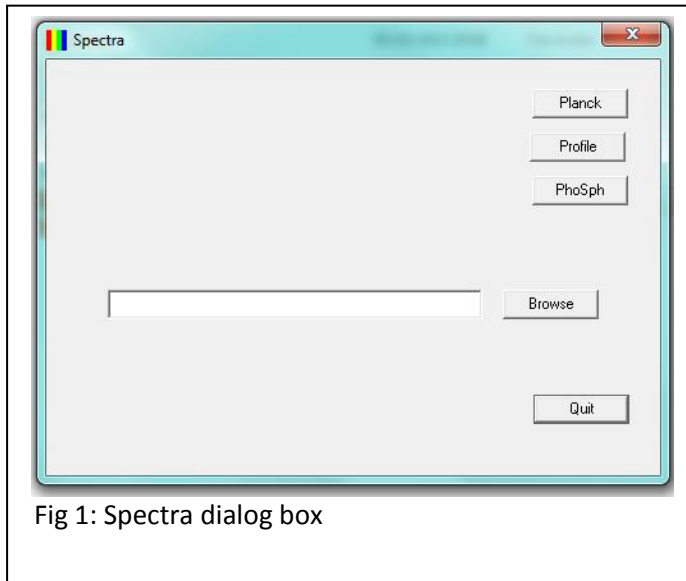 Spectra
Planck
Profile
PhoSph
Browse
Quit
Fig 1: Spectra dialog box